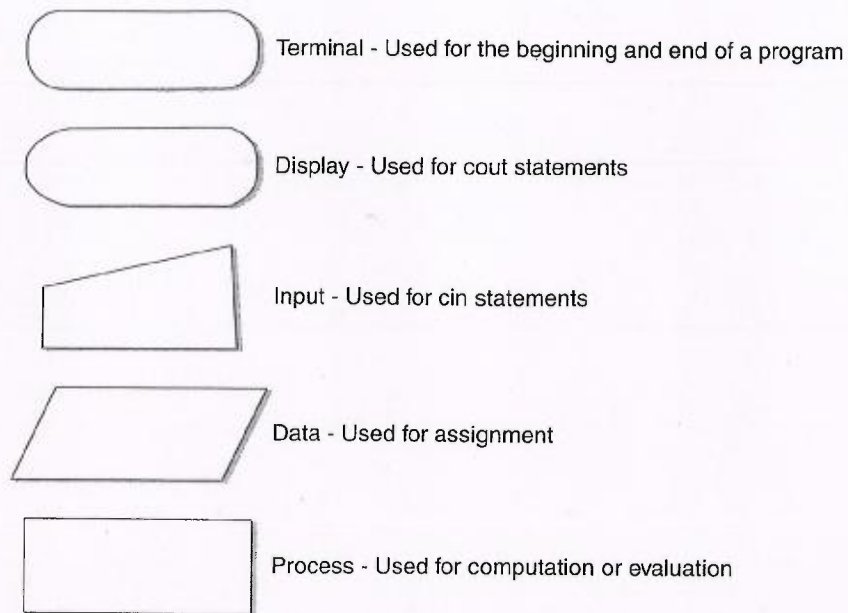 Terminal - Used for the beginning and end of a program
Display - Used for cout statements
Input - Used for cin statements
Data - Used for assignment
Process - Used for computation or evaluation